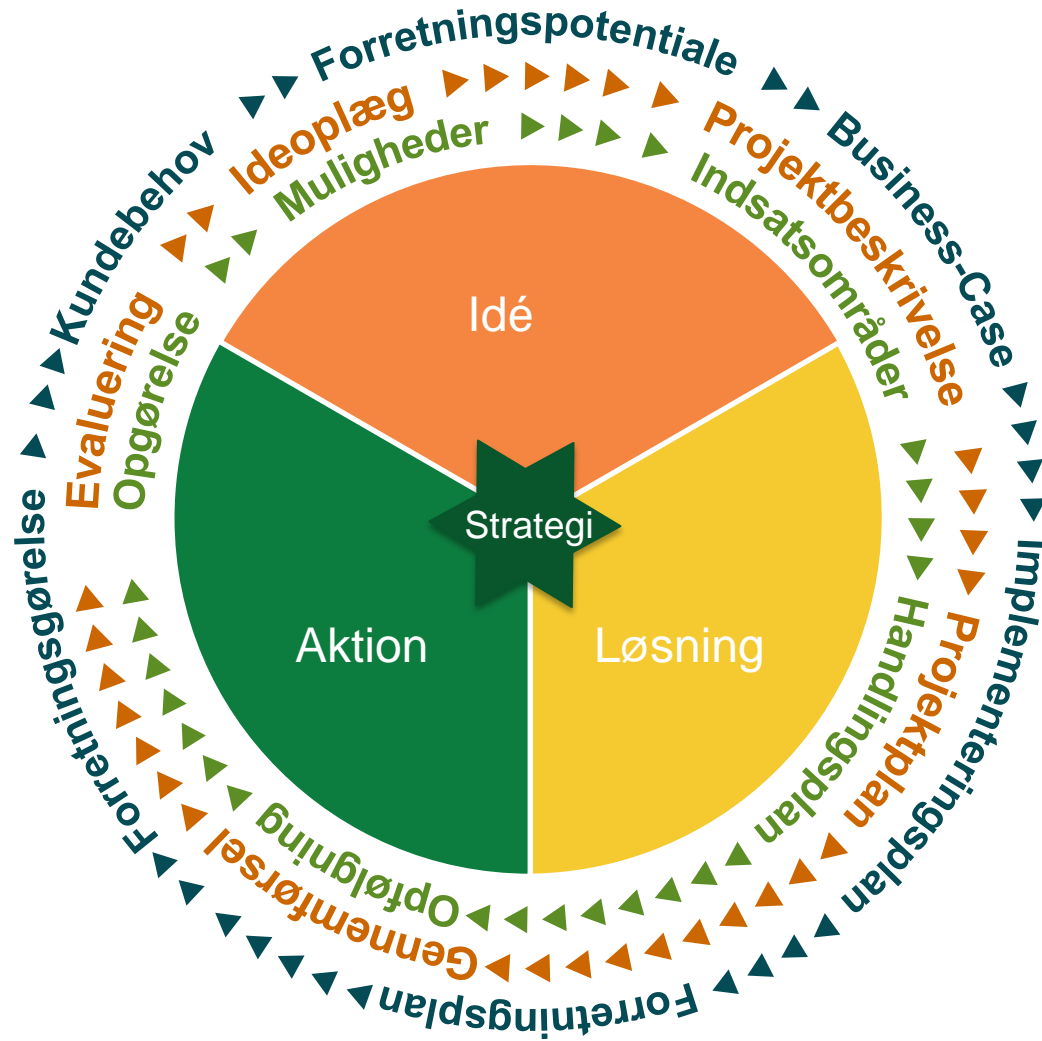 Forretningspotentiale
Business-Case
Implementeringsplan
Forretningsplan
Forretningsgørelse
Kundebehov
Ideoplæg
Projektbeskrivelse
Projektplan
Gennemførsel
Evaluering
Muligheder
Indsatsområder
Handlingsplan
Opfølgning
Opgørelse
Idé
Strategi
Aktion
Løsning